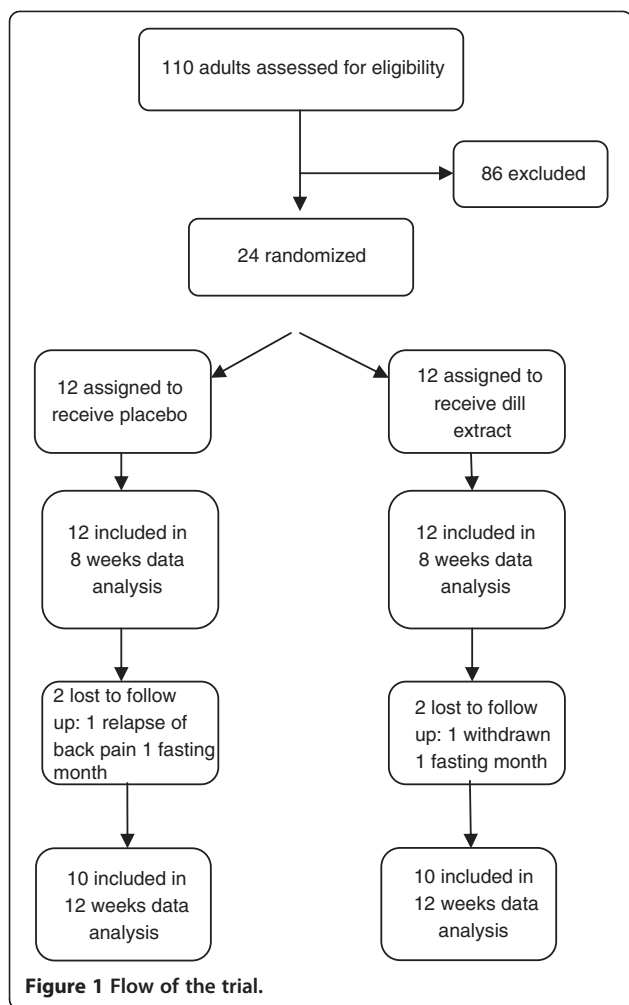 110 adults assessed for eligibility
86 excluded
24 randomized
12 assigned to
receive placebo
12 assigned to
receive dill
extract
12 included in
8 weeks data
analysis
12 included in
8 weeks data
analysis
2 lost to follow
up: 1 relapse of
back pain 1 fasting
month
2 lost to follow
up: 1 withdrawn
1 fasting month
10 included in
12 weeks data
analysis
10 included in
12 weeks data
analysis
Figure 1 Flow of the trial.